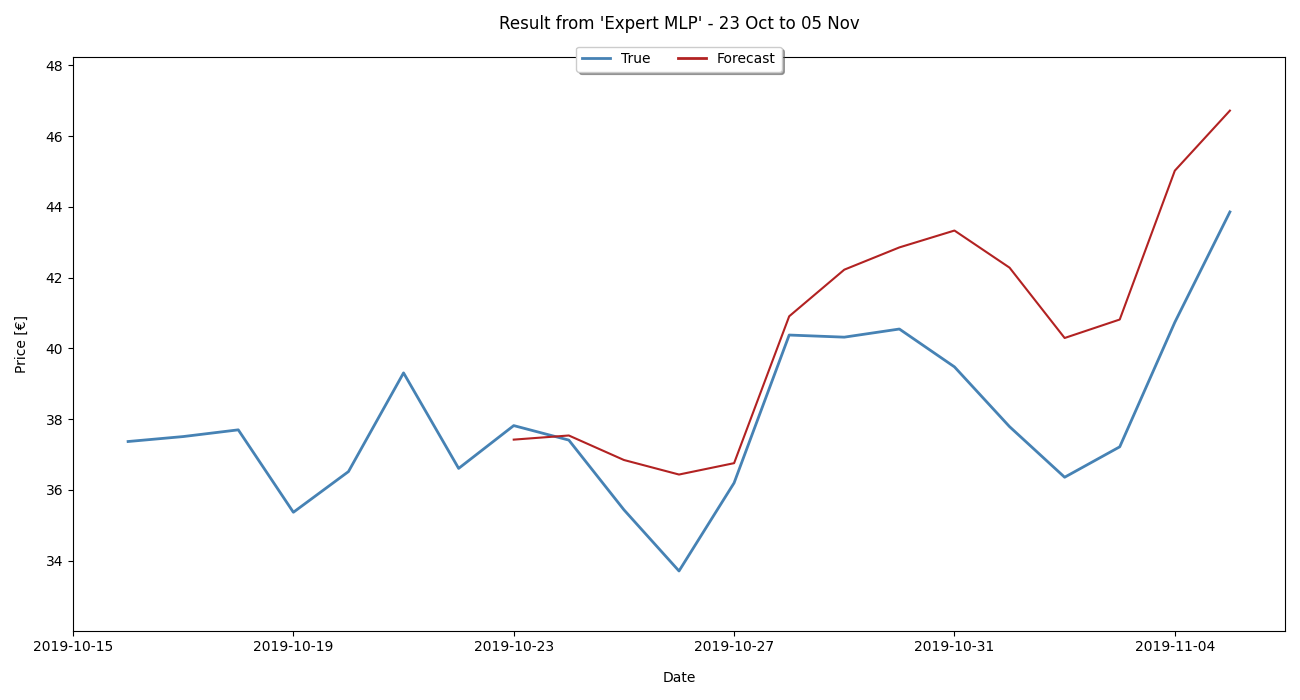 Result from 'Expert MLP' - 23 Oct to 05 Nov
True Forecast
48
46
44
42
40
38
36
34
Price [€]
2019-10-15 2019-10-19 2019-10-23 2019-10-27 2019-10-31 2019-11-04
Date